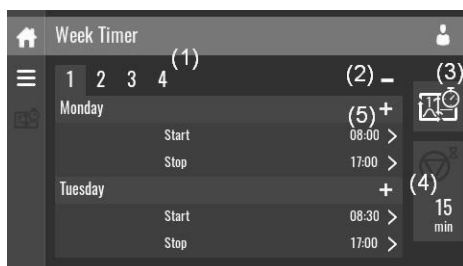 Week Timer
(1)
(2) −
(3)
1 2 3 4
Monday
(5) +
Start 08:00 >
Stop 17:00 >
Tuesday +
(4)
Start 08:30 >
15
min
Stop 17:00 >